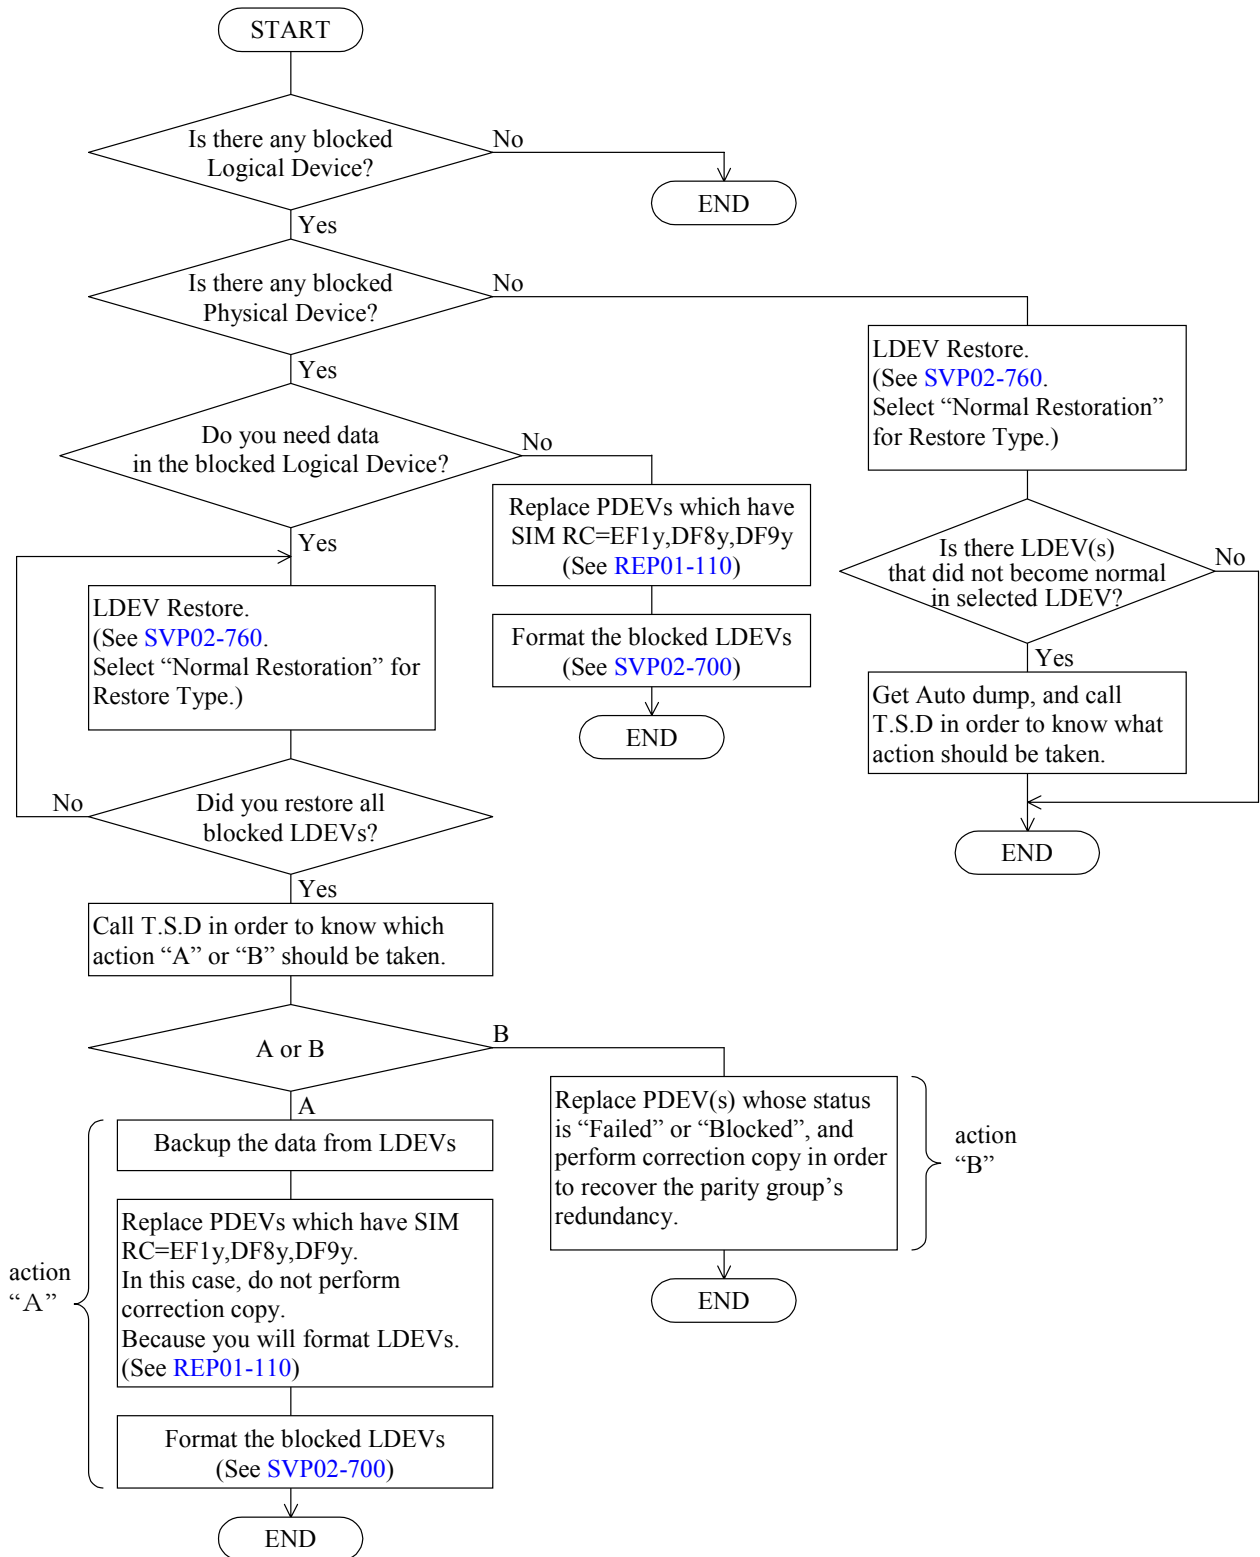 START
Is there any blocked
Logical Device?
No
END
Yes
Is there any blocked
Physical Device?
No
LDEV Restore.
(See SVP02-760.
Select “Normal Restoration”
for Restore Type.)
Yes
Do you need data
in the blocked Logical Device?
No
Replace PDEVs which have
SIM RC=EF1y,DF8y,DF9y
(See REP01-110)
Format the blocked LDEVs
(See SVP02-700)
END
Is there LDEV(s)
that did not become normal
in selected LDEV?
No
Yes
Get Auto dump, and call
T.S.D in order to know what
action should be taken.
END
Yes
LDEV Restore.
(See SVP02-760.
Select “Normal Restoration” for
Restore Type.)
No
Did you restore all
blocked LDEVs?
Yes
Call T.S.D in order to know which
action “A” or “B” should be taken.
A or B
B
A
Replace PDEV(s) whose status
is “Failed” or “Blocked”, and
perform correction copy in order
to recover the parity group’s
redundancy.
action
“B”
END
Backup the data from LDEVs
Replace PDEVs which have SIM
RC=EF1y,DF8y,DF9y.
In this case, do not perform
correction copy.
Because you will format LDEVs.
(See REP01-110)
action
“A”
Format the blocked LDEVs
(See SVP02-700)
END